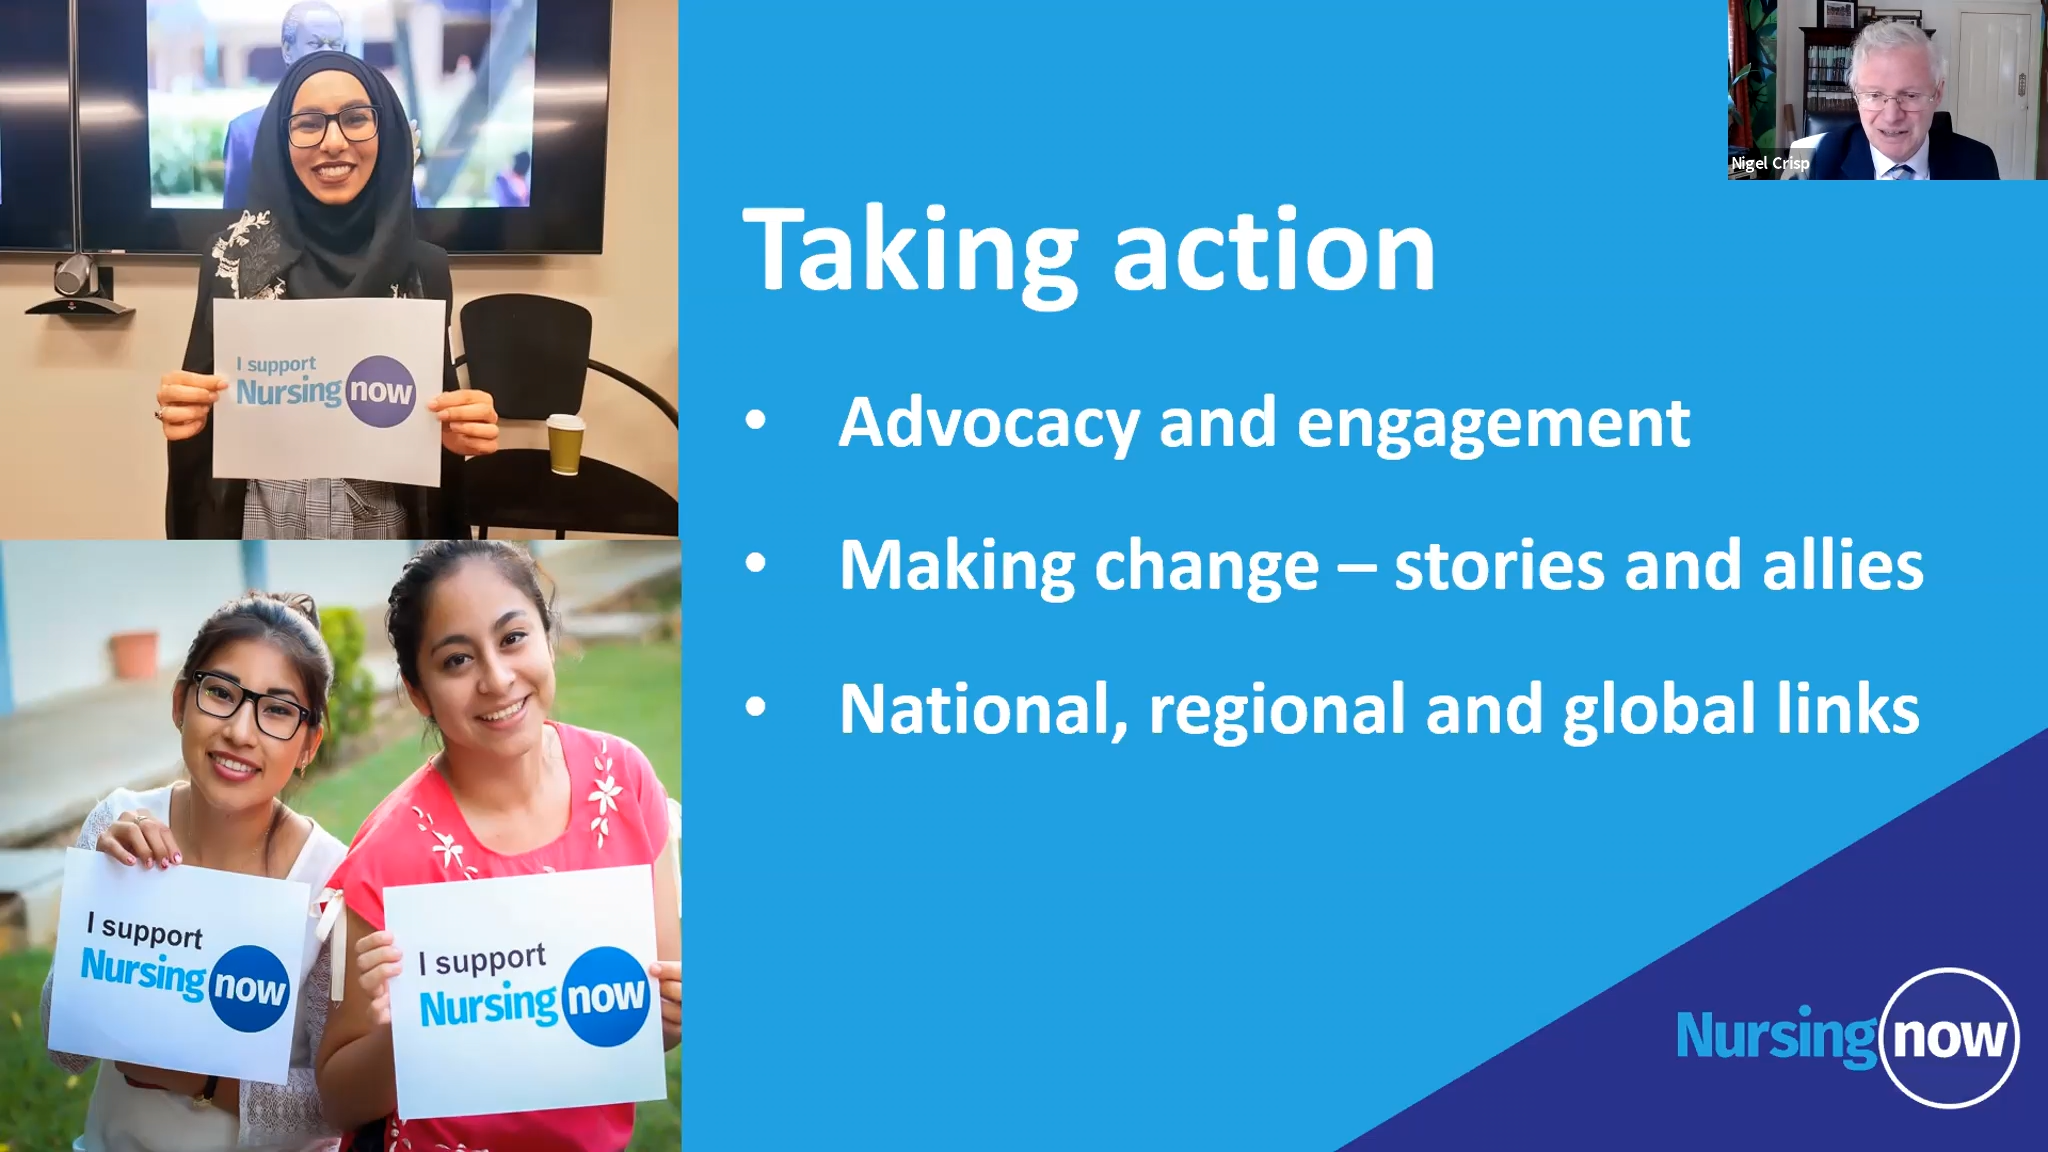 Nigel Crisp
I support
Nursing now
Taking action
• Advocacy and engagement
• Making change – stories and allies
• National, regional and global links
I support
Nursing now
I support
Nursing now
Nursing now